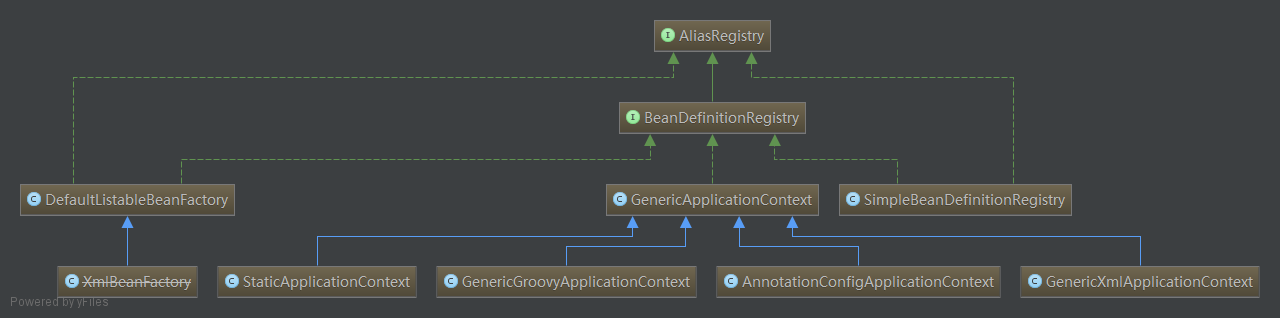 I AliasRegistry
I BeanDefinitionRegistry
C DefaultListableBeanFactory
C GenericApplicationContext
C SimpleBeanDefinitionRegistry
C XmlBeanFactory
C StaticApplicationContext
C GenericGroovyApplicationContext
C AnnotationConfigApplicationContext
C GenericXmlApplicationContext
Powered by yFiles